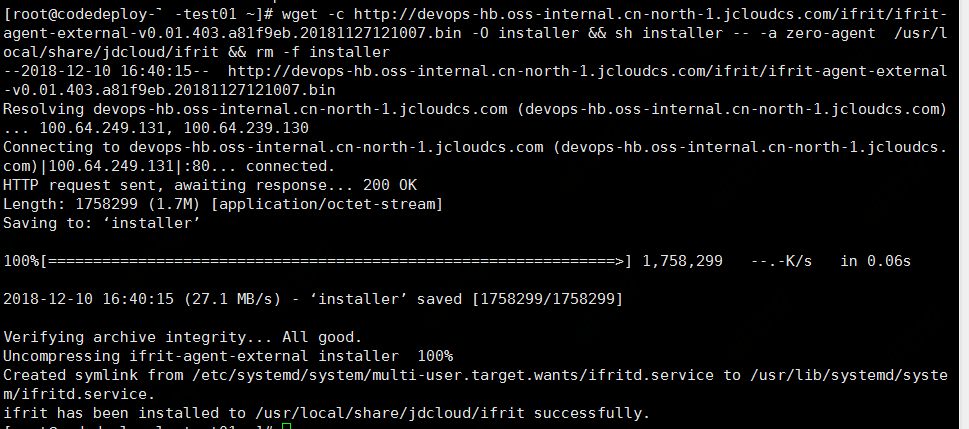 [root@codedeploy-` -test01 ~]# wget -c http://devops-hb.oss-internal.cn-north-1.jcloudcs.com/ifrit/ifrit-
agent-external-v0.01.403.a81f9eb.20181127121007.bin -O installer && sh installer -- -a zero-agent  /usr/l
ocal/share/jdcloud/ifrit && rm -f installer
--2018-12-10 16:40:15--  http://devops-hb.oss-internal.cn-north-1.jcloudcs.com/ifrit/ifrit-agent-external
-v0.01.403.a81f9eb.20181127121007.bin
Resolving devops-hb.oss-internal.cn-north-1.jcloudcs.com (devops-hb.oss-internal.cn-north-1.jcloudcs.com)
... 100.64.249.131, 100.64.239.130
Connecting to devops-hb.oss-internal.cn-north-1.jcloudcs.com (devops-hb.oss-internal.cn-north-1.jcloudcs.
com)|100.64.249.131|:80... connected.
HTTP request sent, awaiting response... 200 OK
Length: 1758299 (1.7M) [application/octet-stream]
Saving to: ‘installer’
100%[===============================================================>] 1,758,299   --.-K/s   in 0.06s
2018-12-10 16:40:15 (27.1 MB/s) - ‘installer’ saved [1758299/1758299]
Verifying archive integrity... All good.
Uncompressing ifrit-agent-external installer  100%
Created symlink from /etc/systemd/system/multi-user.target.wants/ifritd.service to /usr/lib/systemd/syste
m/ifritd.service.
ifrit has been installed to /usr/local/share/jdcloud/ifrit successfully.